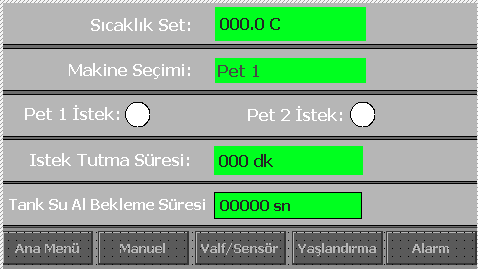 Sıcaklık Set: 000.0 C
Makine Seçimi: Pet 1
Pet 1 İstek: Pet 2 İstek:
Istek Tutma Süresi: 000 dk
Tank Su Al Bekleme Süresi 00000 sn
Ana Menü Manuel Valf/Sensör Yaşlandırma Alarm